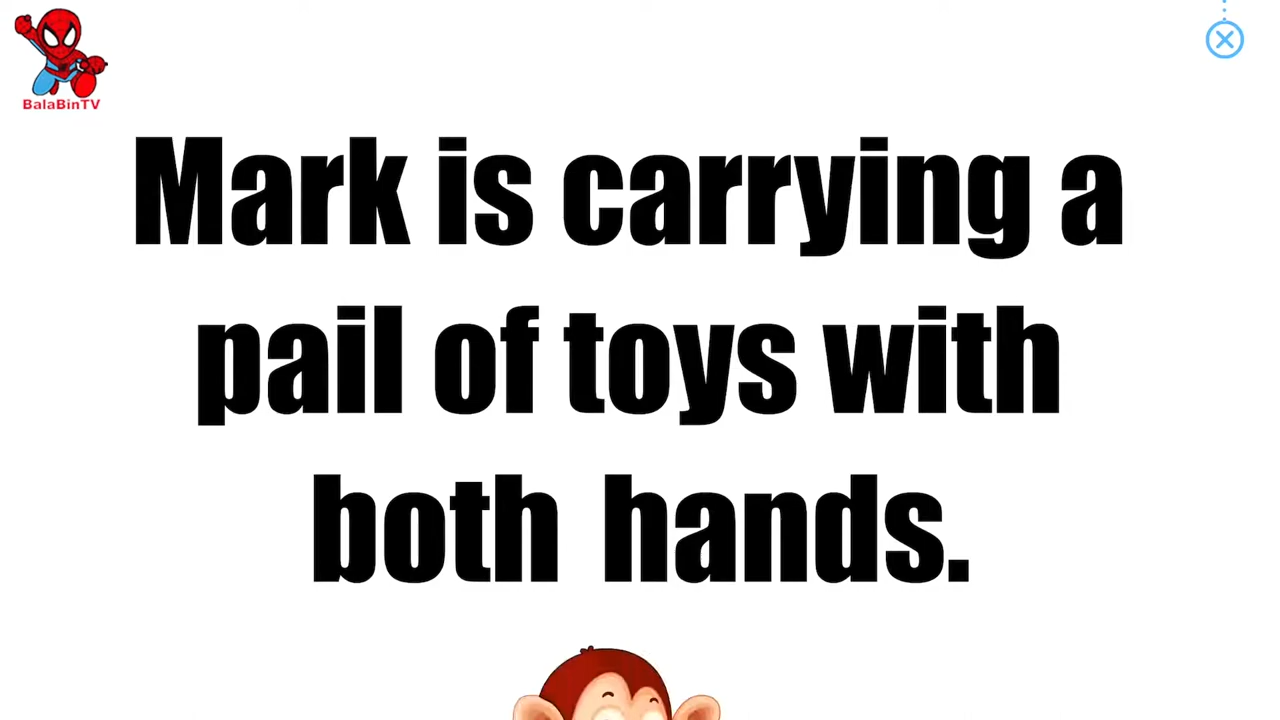 BalaBinTV
Mark is carrying a
pail of toys with
both hands.